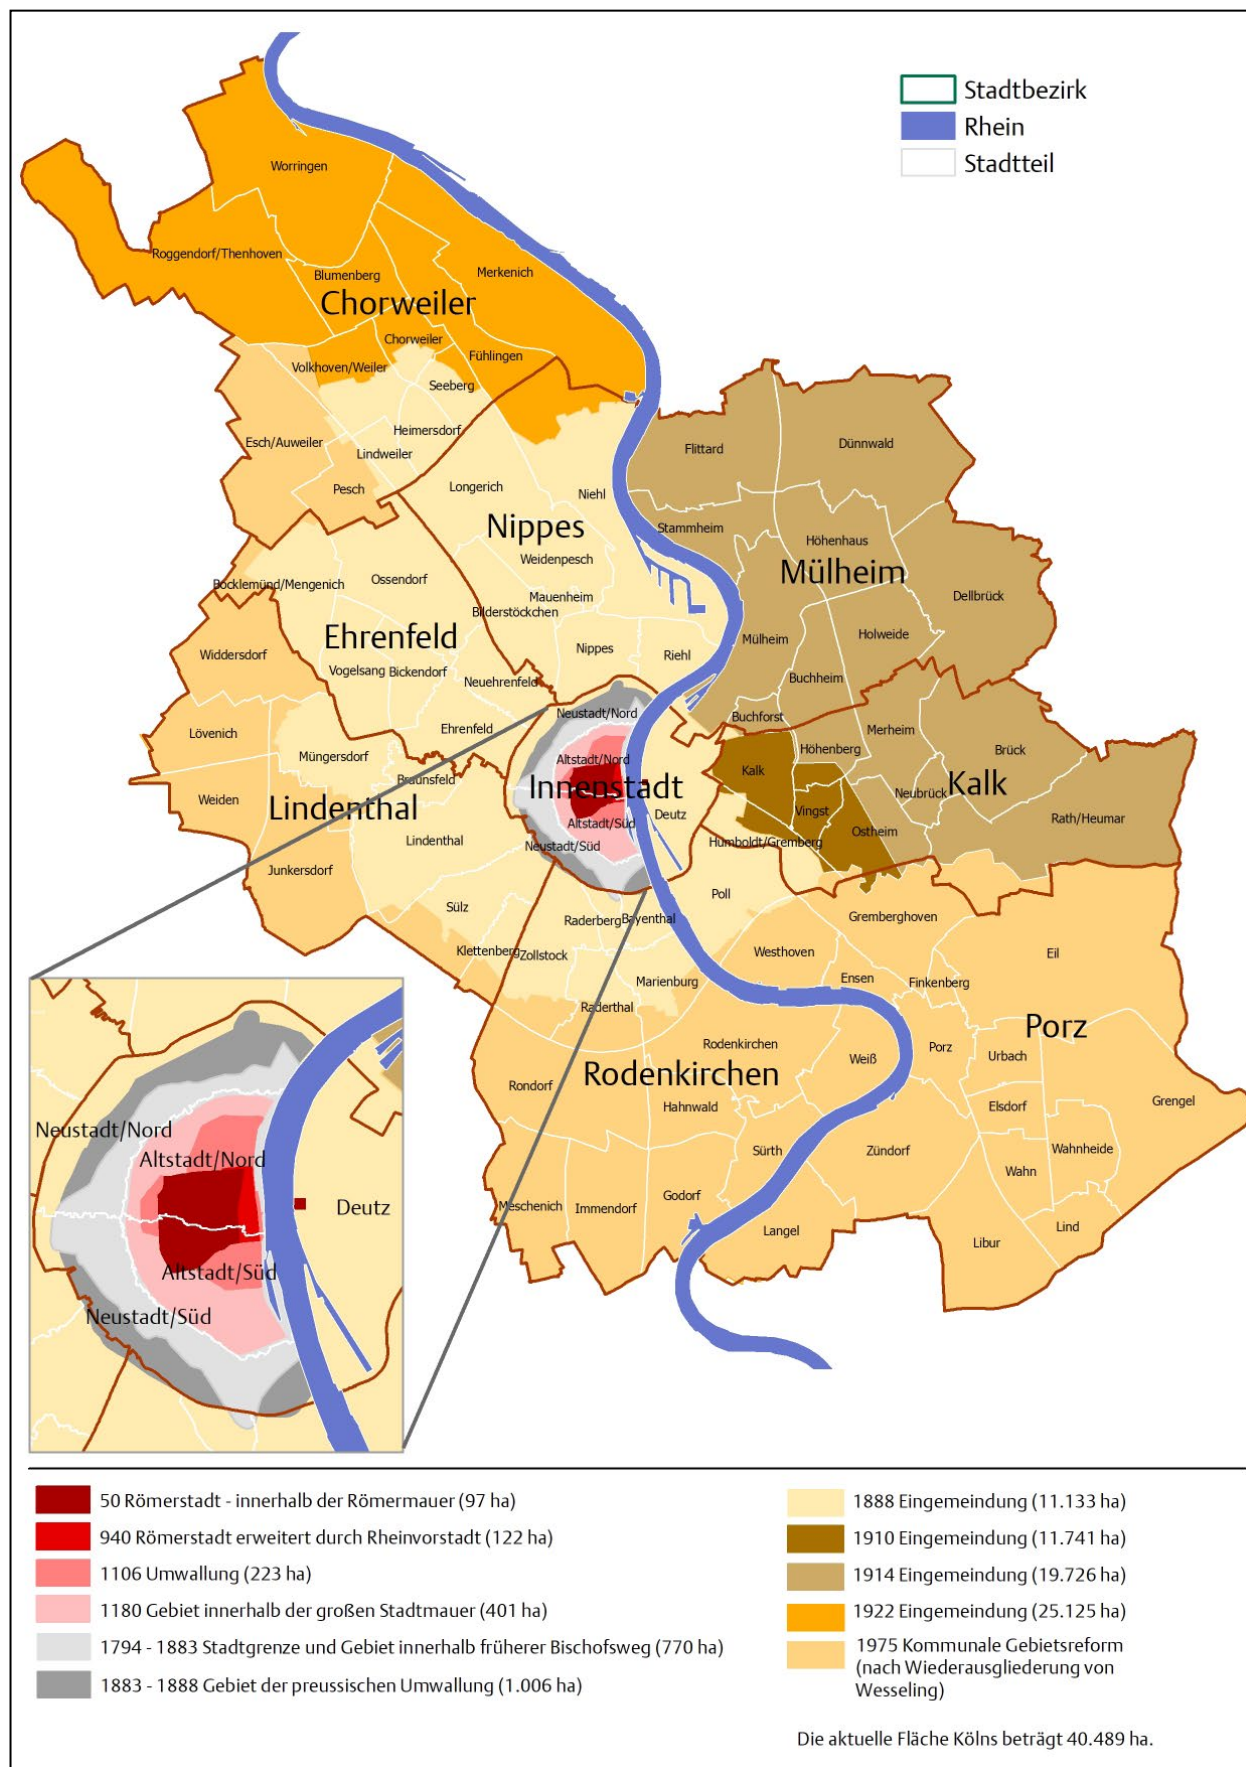 Stadtbezirk
Rhein
Stadtteil
Worringen
Roggendorf/Thenhoven
Blumenberg
Merkenich
Chorweiler
Chorweiler
Fühlingen
Volkhoven/Weiler
Seeberg
Heimersdorf
Esch/Auweiler
Lindweiler
Pesch
Longerich
Niehl
Nippes
Flittard
Dünnwald
Stammheim
Höhenhaus
Mülheim
Dellbrück
Weidenpesch
Bocklemünd/Mengenich
Ossendorf
Mauenheim
Bilderstöckchen
Ehrenfeld
Nippes
Riehl
Mülheim
Holweide
Widdersdorf
Vogelsang
Bickendorf
Neuehrenfeld
Buchheim
Neustadt/Nord
Buchforst
Lövenich
Ehrenfeld
Merheim
Brück
Müngersdorf
Altstadt/Nord
Höhenberg
Braunsfeld
Kalk
Innenstadt
Kalk
Weiden
Lindenthal
Neubrück
Deutz
Vingst
Rath/Heumar
Altstadt/Süd
Ostheim
Lindenthal
Neustadt/Süd
Humboldt/Gremberg
Junkersdorf
Poll
Sülz
Raderberg
Bayenthal
Gremberghoven
Klettenberg
Zollstock
Westhoven
Eil
Marienburg
Ensen
Finkenberg
Raderthal
Porz
Rodenkirchen
Weiß
Porz
Urbach
Rondorf
Rodenkirchen
Hahnwald
Elsdorf
Grengel
Sürth
Zündorf
Wahnheide
Wahn
Meschenich
Immendorf
Godorf
Langel
Lind
Libur
Neustadt/Nord
Altstadt/Nord
Deutz
Altstadt/Süd
Neustadt/Süd
50 Römerstadt - innerhalb der Römermauer (97 ha)
940 Römerstadt erweitert durch Rheinvorstadt (122 ha)
1106 Umwallung (223 ha)
1180 Gebiet innerhalb der großen Stadtmauer (401 ha)
1794 - 1883 Stadtgrenze und Gebiet innerhalb früherer Bischofsweg (770 ha)
1883 - 1888 Gebiet der preussischen Umwallung (1.006 ha)
1888 Eingemeindung (11.133 ha)
1910 Eingemeindung (11.741 ha)
1914 Eingemeindung (19.726 ha)
1922 Eingemeindung (25.125 ha)
1975 Kommunale Gebietsreform
(nach Wiederausgliederung von
Wesseling)
Die aktuelle Fläche Kölns beträgt 40.489 ha.